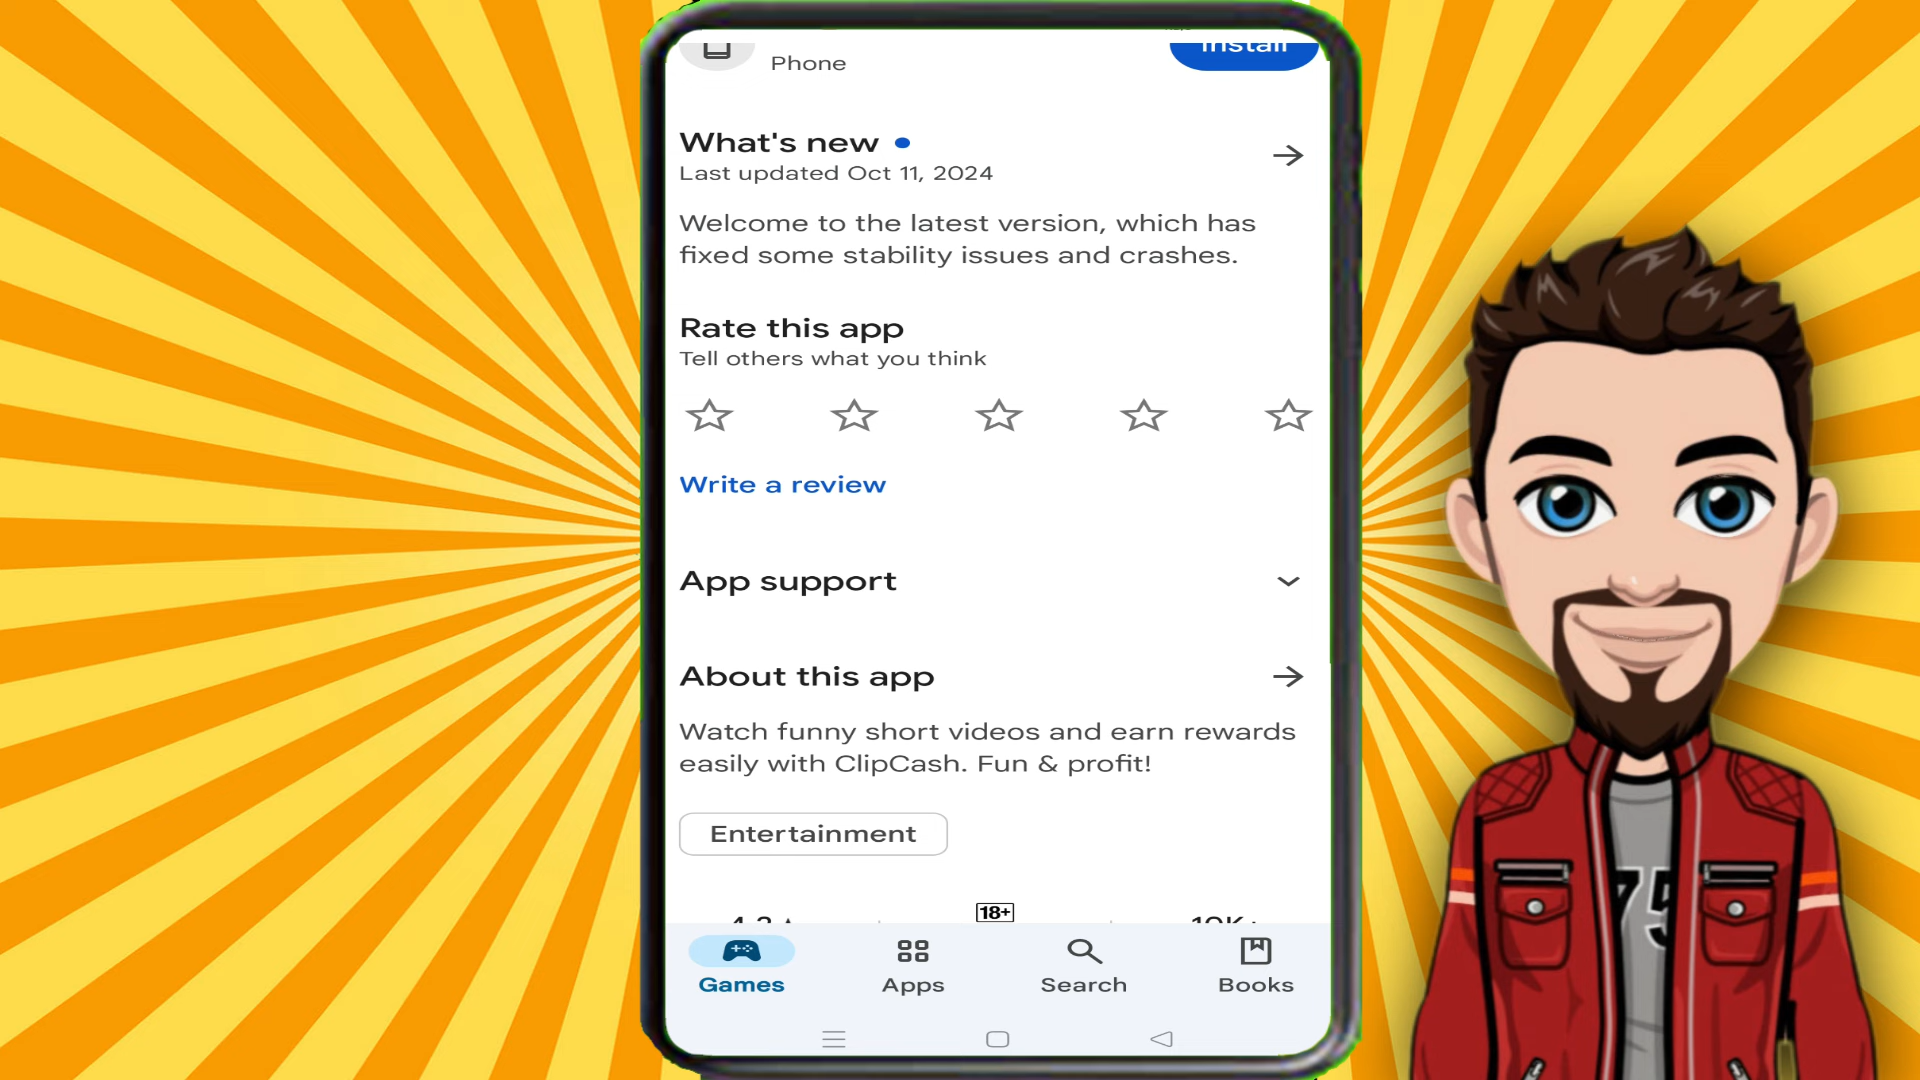 Install
Phone
What's new
Last updated Oct 11, 2024
Welcome to the latest version, which has
fixed some stability issues and crashes.
Rate this app
Tell others what you think
Write a review
App support
About this app
Watch funny short videos and earn rewards
easily with ClipCash. Fun & profit!
Entertainment
18+
Games
Apps
Search
Books
75